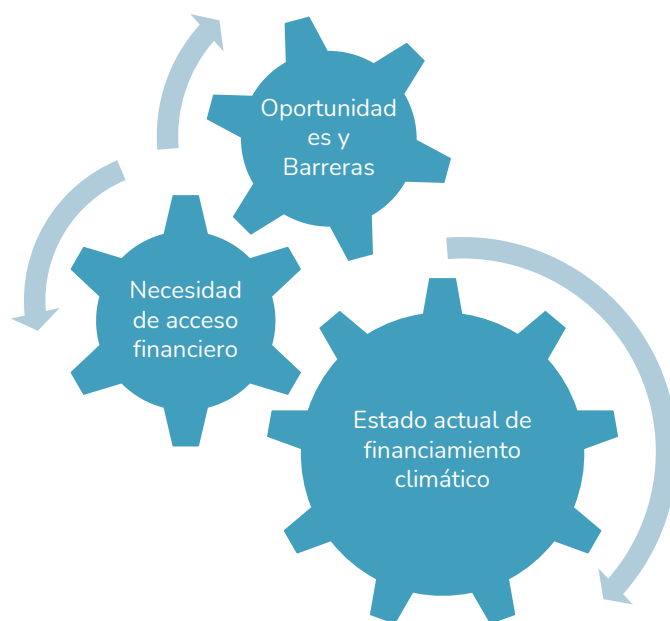 Oportunidad
es y
Barreras
Necesidad
de acceso
financiero
Estado actual de
financiamiento
climático